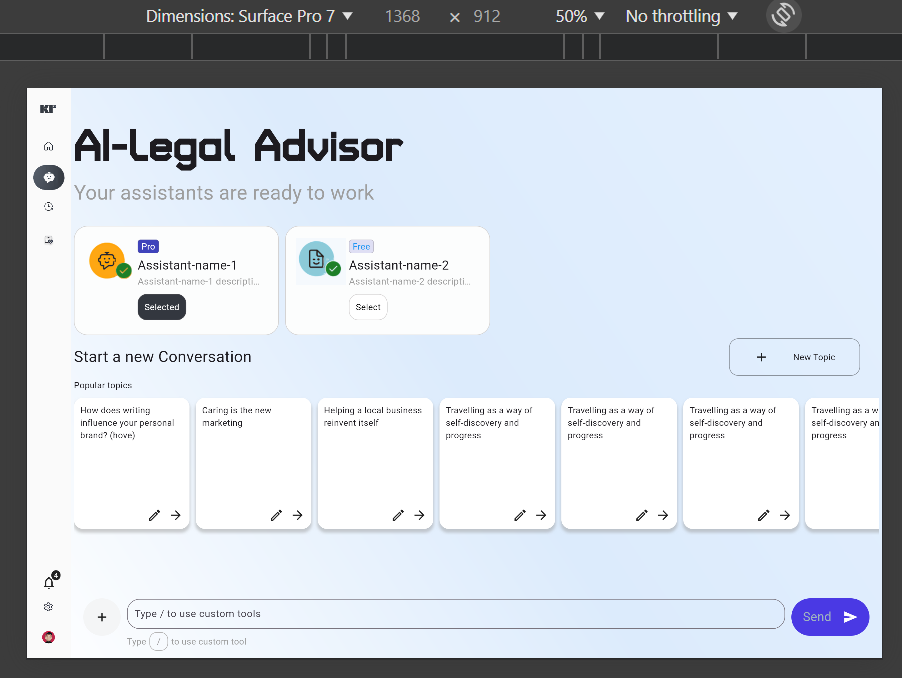 Dimensions: Surface Pro 7 1368 × 912 50% No throttling
KF
AI-Legal Advisor
Your assistants are ready to work
Pro
Assistant-name-1
Assistant-name-1 descripti...
Selected
Free
Assistant-name-2
Assistant-name-2 descripti...
Select
Start a new Conversation
+ New Topic
Popular topics
How does writing
influence your personal
brand? (hove)
Caring is the new
marketing
Helping a local business
reinvent itself
Travelling as a way of
self-discovery and
progress
Travelling as a way of
self-discovery and
progress
Travelling as a way of
self-discovery and
progress
Travelling as a w
self-discovery an
progress
4
+
Type / to use custom tools
Send
Type / to use custom tool